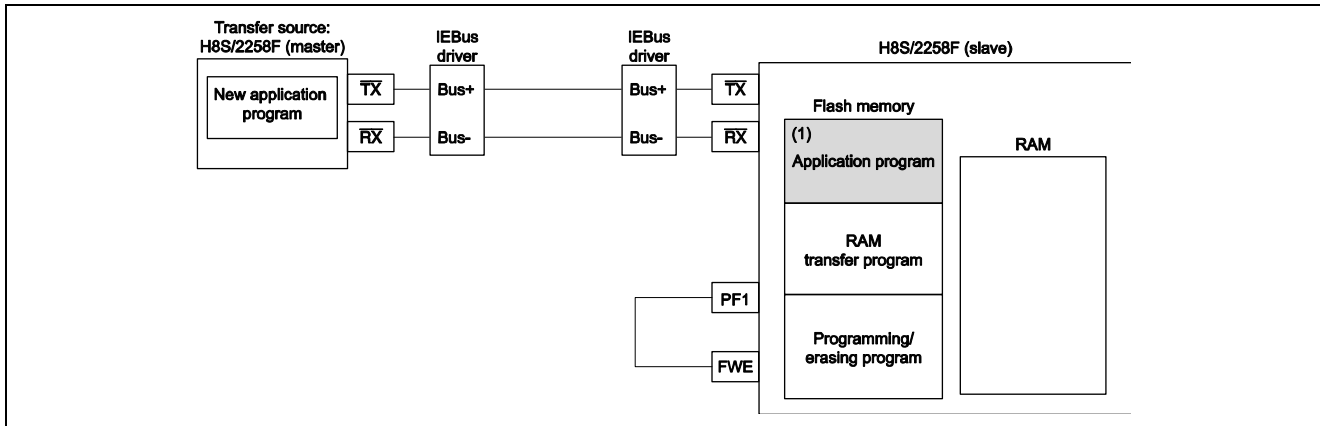 Transfer source:
H8S/2258F (master)
New application
program
TX
RX
IEBus
driver
Bus+
Bus-
IEBus
driver
Bus+
Bus-
TX
RX
PF1
FWE
H8S/2258F (slave)
Flash memory
(1)
Application program
RAM
transfer program
Programming/
erasing program
RAM